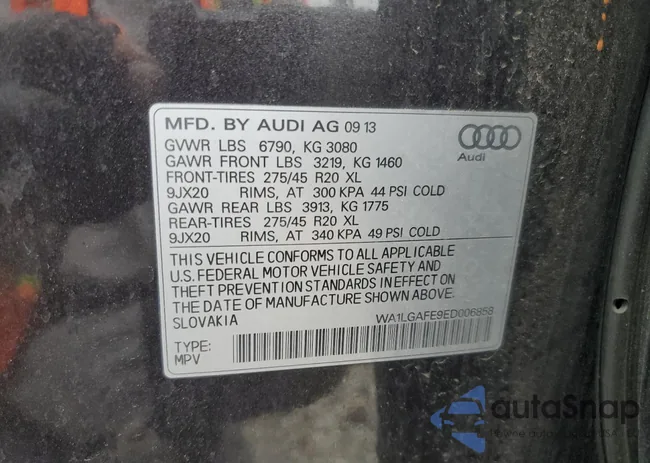 MFD. BY AUDI AG 09 13
GVWR LBS 6790, KG 3080
GAWR FRONT LBS 3219, KG 1460
FRONT-TIRES 275/45 R20 XL
9JX20 RIMS, AT 300 KPA 44 PSI COLD
GAWR REAR LBS 3913, KG 1775
REAR-TIRES 275/45 R20 XL
9JX20 RIMS, AT 340 KPA 49 PSI COLD
Audi
THIS VEHICLE CONFORMS TO ALL APPLICABLE
U.S. FEDERAL MOTOR VEHICLE SAFETY AND
THEFT PREVENTION STANDARDS IN EFFECT ON
THE DATE OF MANUFACTURE SHOWN ABOVE.
SLOVAKIA WA1LGAFE9ED006858
TYPE:
MPV
autoSnap